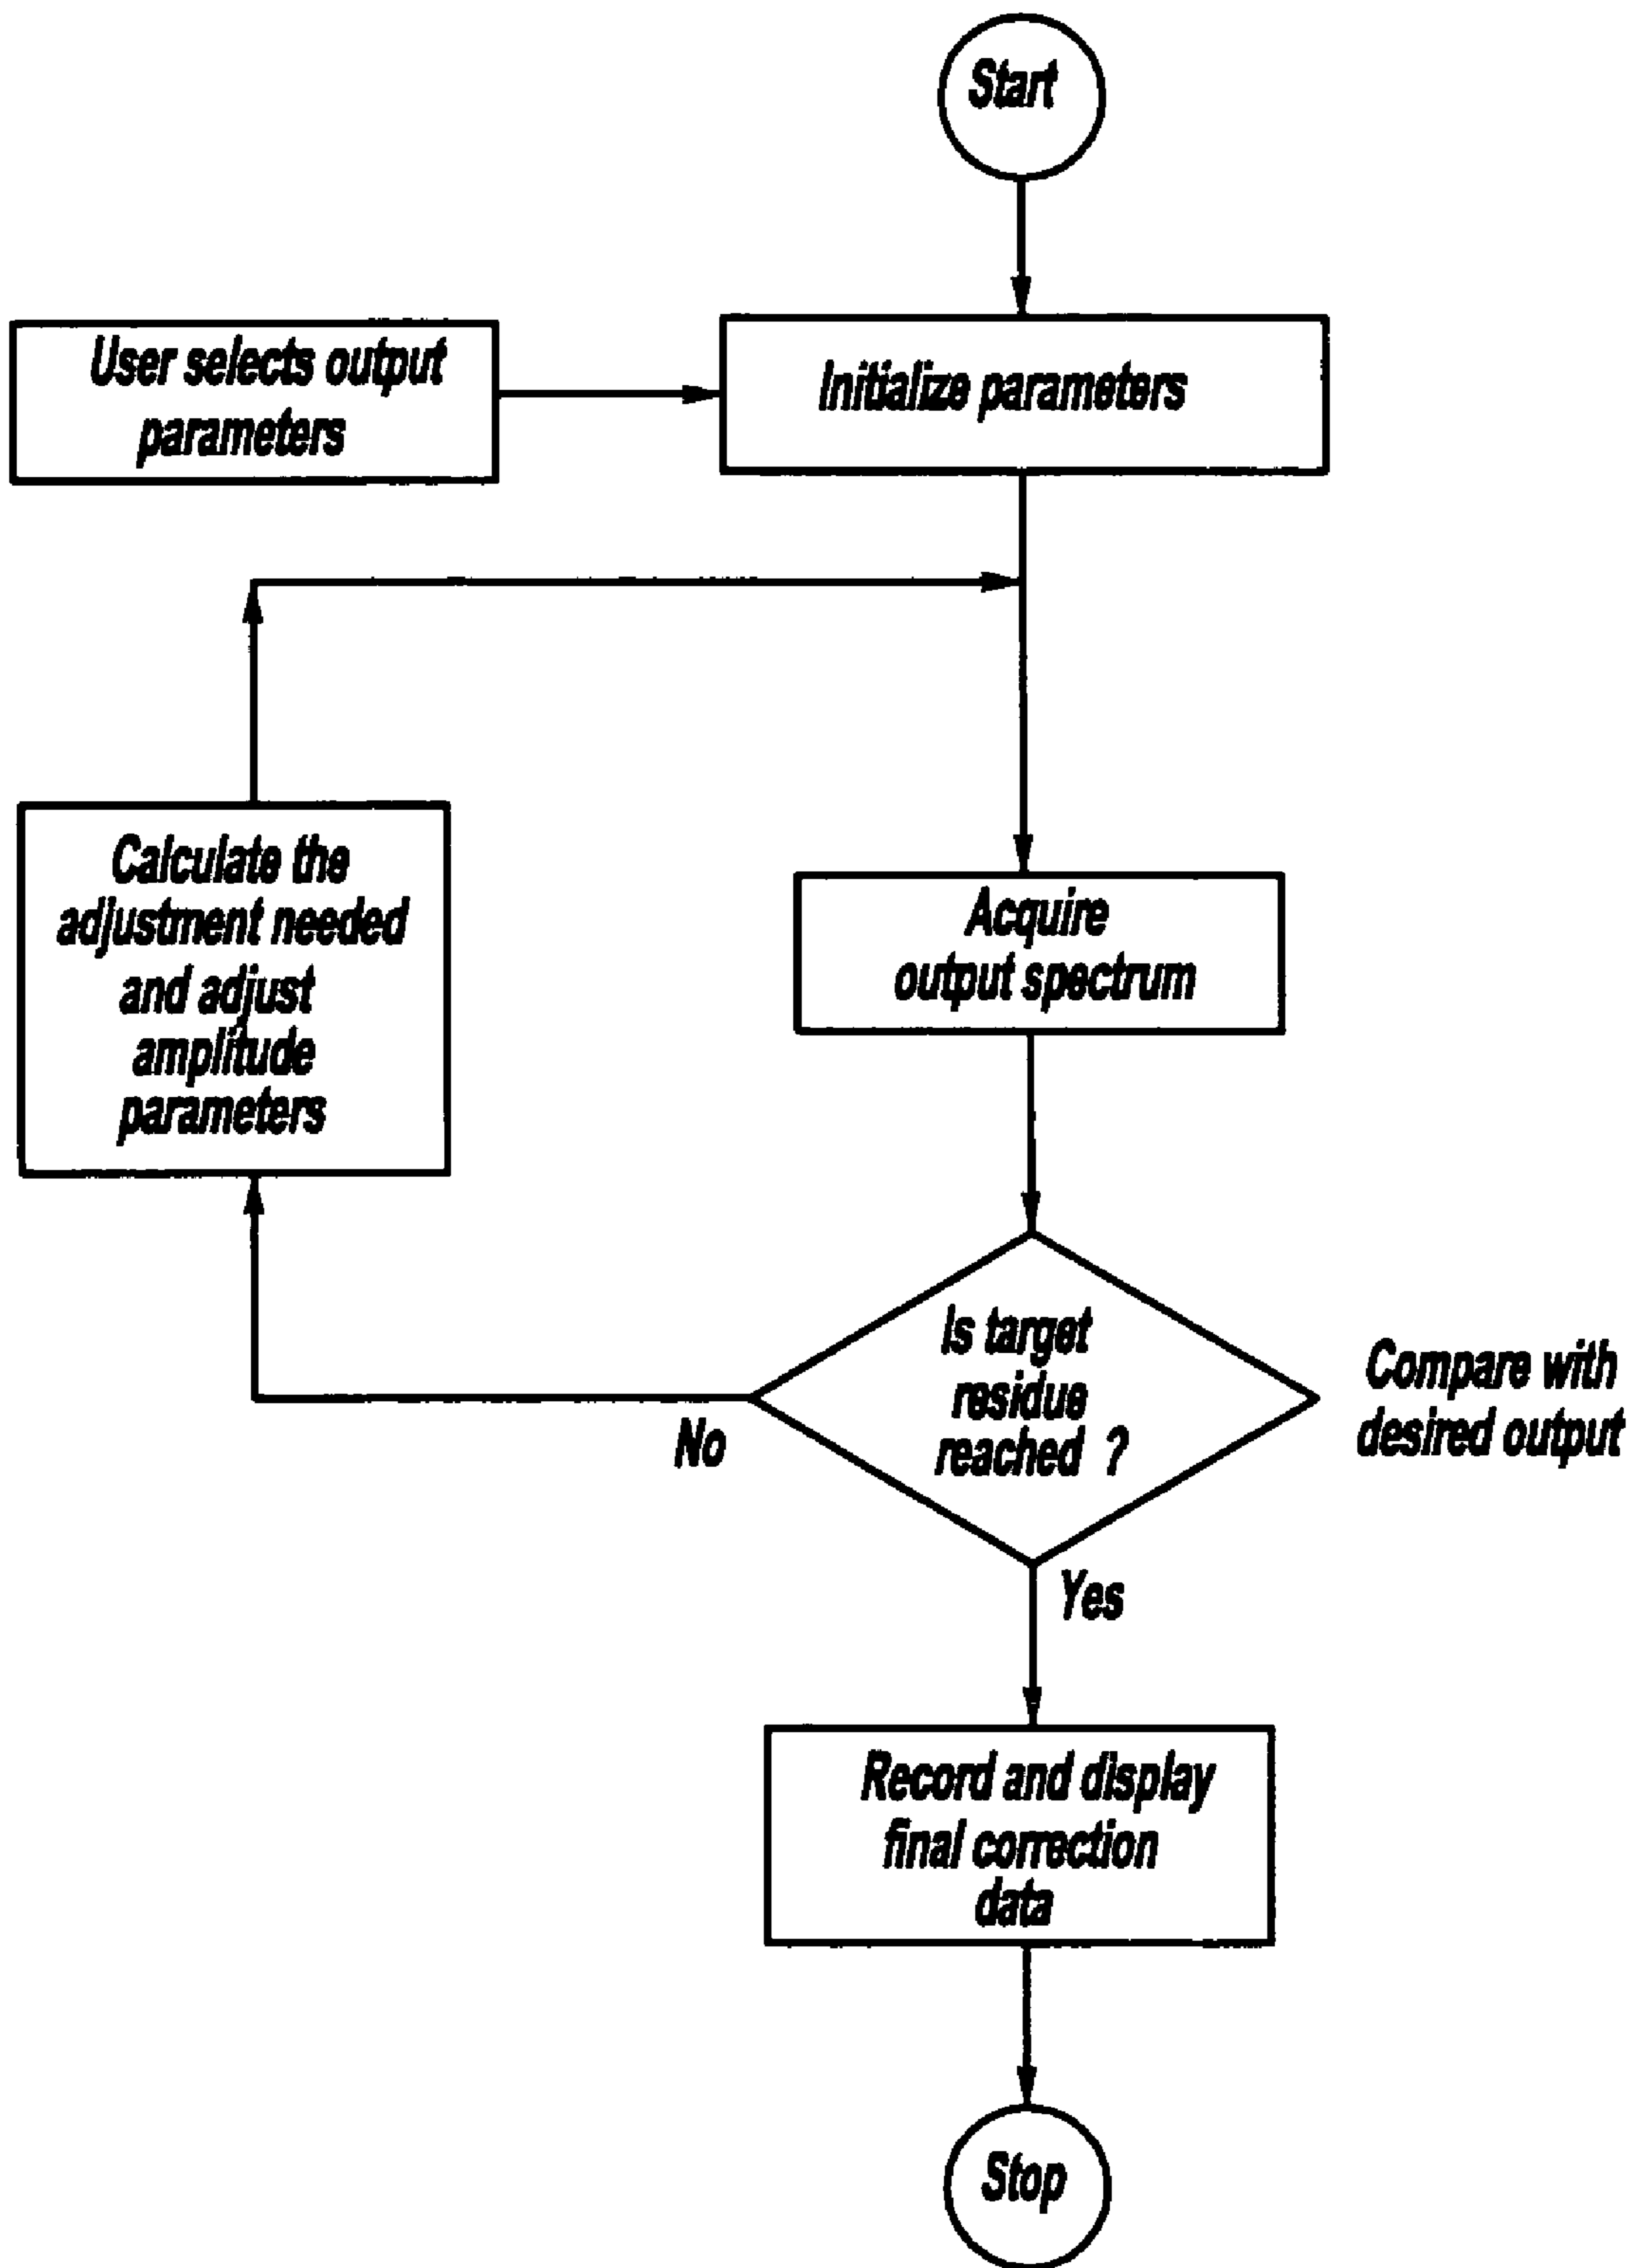 Start
User selects output
parameters
Initialize parameters
Calculate the
adjustment needed
and adjust
amplitude
parameters
Acquire
output spectrum
Is target
residue
reached ?
Compare with
desired output
No
Yes
Record and display
final correction
data
Stop